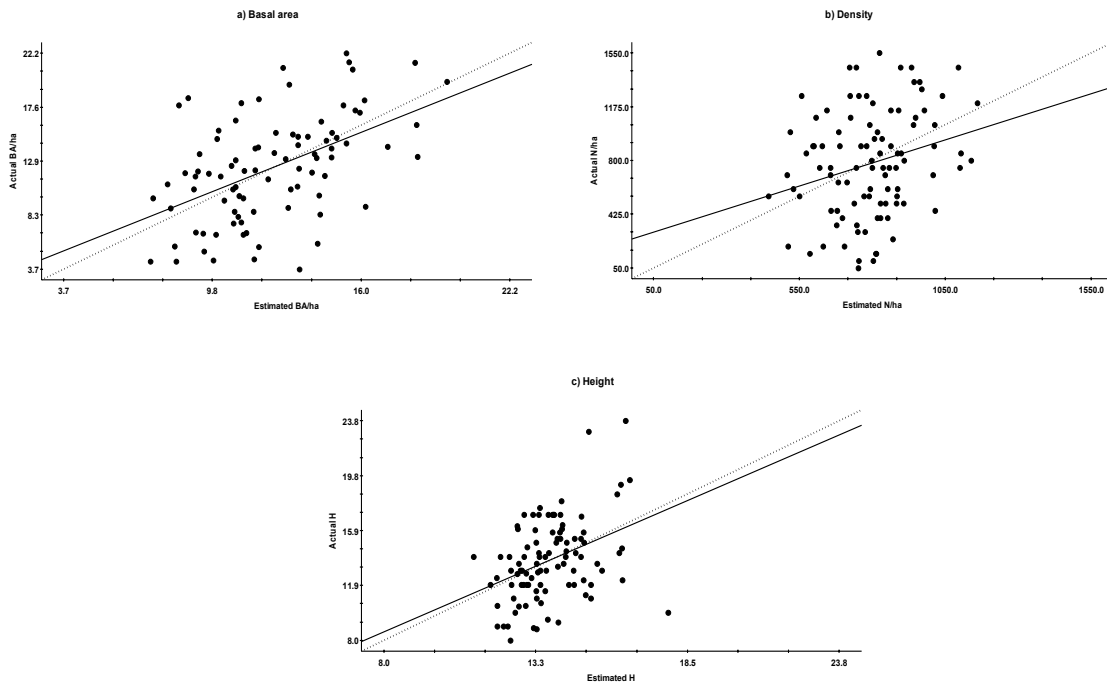 a) Basal area
22.2
17.6
12.9
8.3
3.7
Actual BA/ha
3.7 9.8 16.0 22.2
Estimated BA/ha
b) Density
1550.0
1175.0
800.0
425.0
50.0
Actual N/ha
50.0 550.0 1050.0 1550.0
Estimated N/ha
c) Height
23.8
19.8
15.9
11.9
8.0
Actual H
8.0 13.3 18.5 23.8
Estimated H